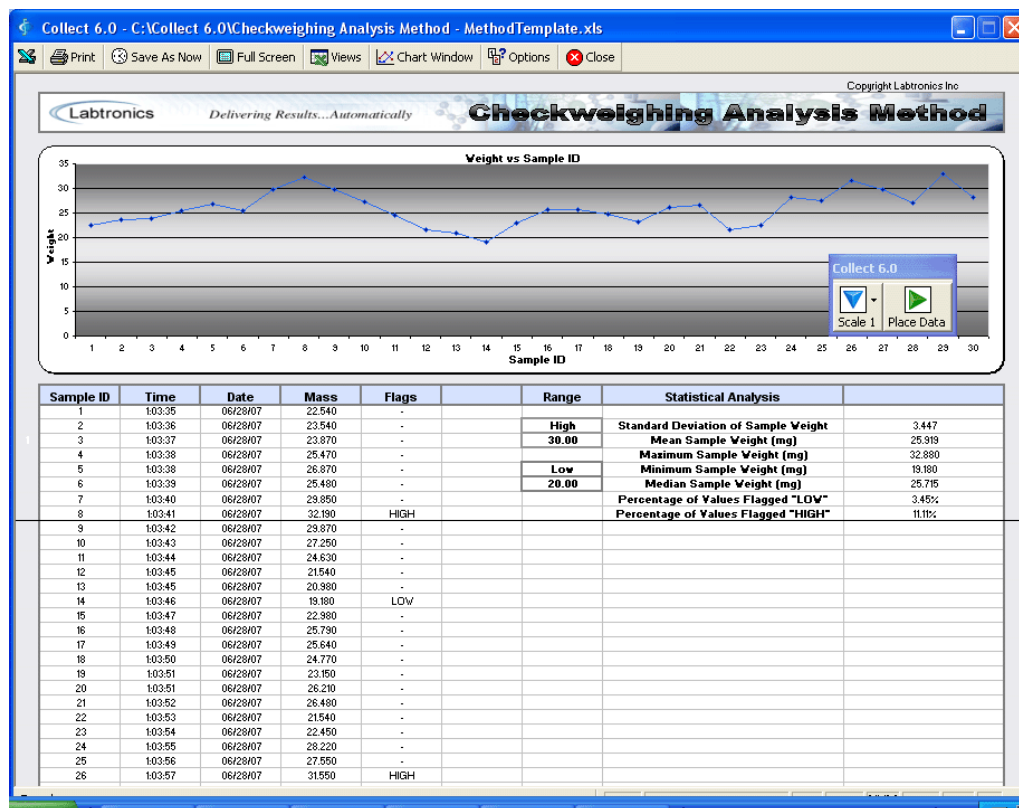 Collect 6.0 - C:\Collect 6.0\Checkweighing Analysis Method - MethodTemplate.xls
Print Save As Now Full Screen Views Chart Window Options Close
Copyright Labtronics Inc
Labtronics Delivering Results...Automatically Checkweighing Analysis Method
Weight vs Sample ID
35
30
25
20
15
10
5
0
Weight
1 2 3 4 5 6 7 8 9 10 11 12 13 14 15 16 17 18 19 20 21 22 23 24 25 26 27 28 29 30
Sample ID
Collect 6.0
Scale 1 Place Data
Sample ID Time Date Mass Flags Range Statistical Analysis
1 1:03:35 06/28/07 22.540 -
2 1:03:36 06/28/07 23.540 - High Standard Deviation of Sample Weight 3.447
3 1:03:37 06/28/07 23.870 - 30.00 Mean Sample Weight (mg) 25.919
4 1:03:38 06/28/07 25.470 - Maximum Sample Weight (mg) 32.880
5 1:03:38 06/28/07 26.870 - Low Minimum Sample Weight (mg) 19.180
6 1:03:39 06/28/07 25.480 - 20.00 Median Sample Weight (mg) 25.715
7 1:03:40 06/28/07 29.850 - Percentage of Values Flagged "LOW" 3.45%
8 1:03:41 06/28/07 32.190 HIGH Percentage of Values Flagged "HIGH" 11.11%
9 1:03:42 06/28/07 29.870 -
10 1:03:43 06/28/07 27.250 -
11 1:03:44 06/28/07 24.630 -
12 1:03:45 06/28/07 21.540 -
13 1:03:45 06/28/07 20.980 -
14 1:03:46 06/28/07 19.180 LOW
15 1:03:47 06/28/07 22.980 -
16 1:03:48 06/28/07 25.790 -
17 1:03:49 06/28/07 25.640 -
18 1:03:50 06/28/07 24.770 -
19 1:03:51 06/28/07 23.150 -
20 1:03:51 06/28/07 26.210 -
21 1:03:52 06/28/07 26.480 -
22 1:03:53 06/28/07 21.540 -
23 1:03:54 06/28/07 22.450 -
24 1:03:55 06/28/07 28.220 -
25 1:03:56 06/28/07 27.550 -
26 1:03:57 06/28/07 31.550 HIGH